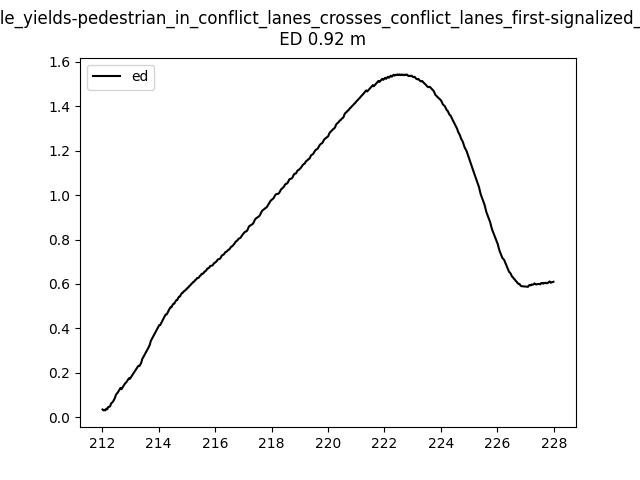 le_yields-pedestrian_in_conflict_lanes_crosses_conflict_lanes_first-signalized_
ED 0.92 m
ed
1.6
1.4
1.2
1.0
0.8
0.6
0.4
0.2
0.0
212 214 216 218 220 222 224 226 228